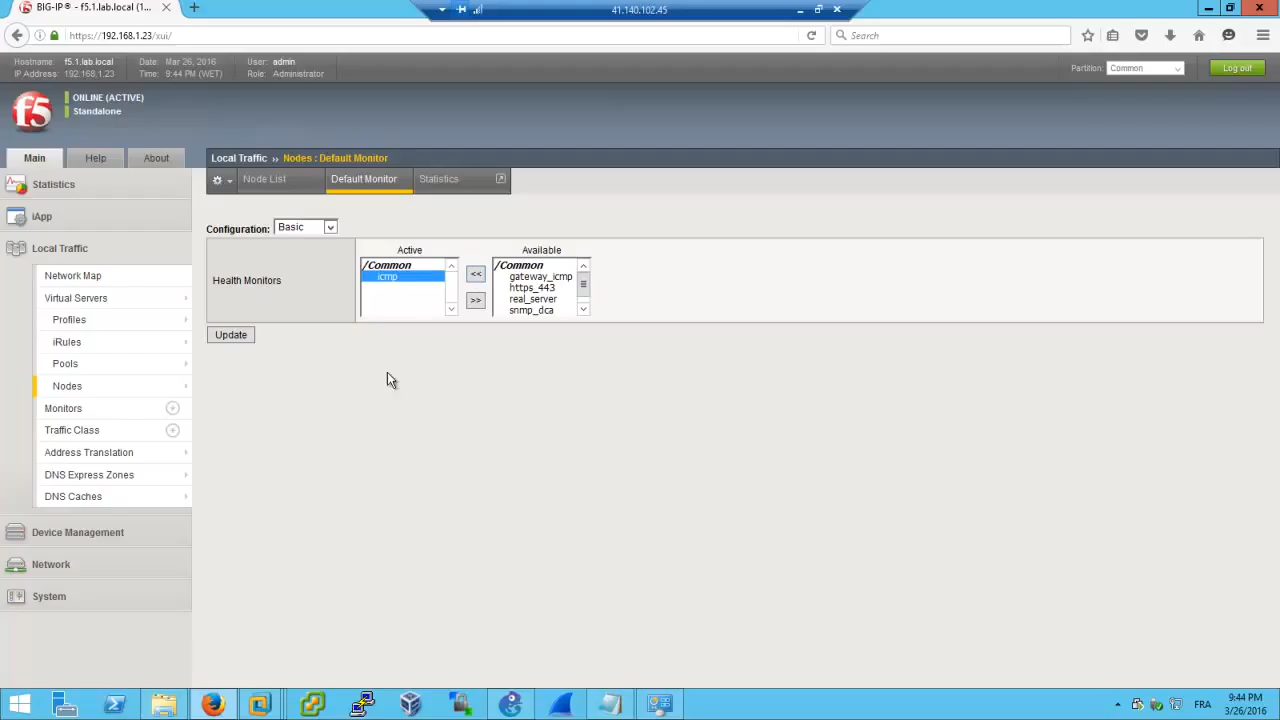 BIG-IP® - f5.1.lab.local (1...
41.140.102.45
https://192.168.1.23/xui/
Search
Hostname: f5.1.lab.local Date: Mar 26, 2016 User: admin
IP Address: 192.168.1.23 Time: 9:44 PM (WET) Role: Administrator
Partition: Common
Log out
f5
ONLINE (ACTIVE)
Standalone
Main Help About
Local Traffic ›› Nodes : Default Monitor
Node List Default Monitor Statistics
Statistics
iApp
Local Traffic
Network Map
Virtual Servers
Profiles
iRules
Pools
Nodes
Monitors
Traffic Class
Address Translation
DNS Express Zones
DNS Caches
Device Management
Network
System
Configuration: Basic
Health Monitors
Active
/Common
icmp
<<
>>
Available
/Common
gateway_icmp
https_443
real_server
snmp_dca
Update
FRA
9:44 PM
3/26/2016